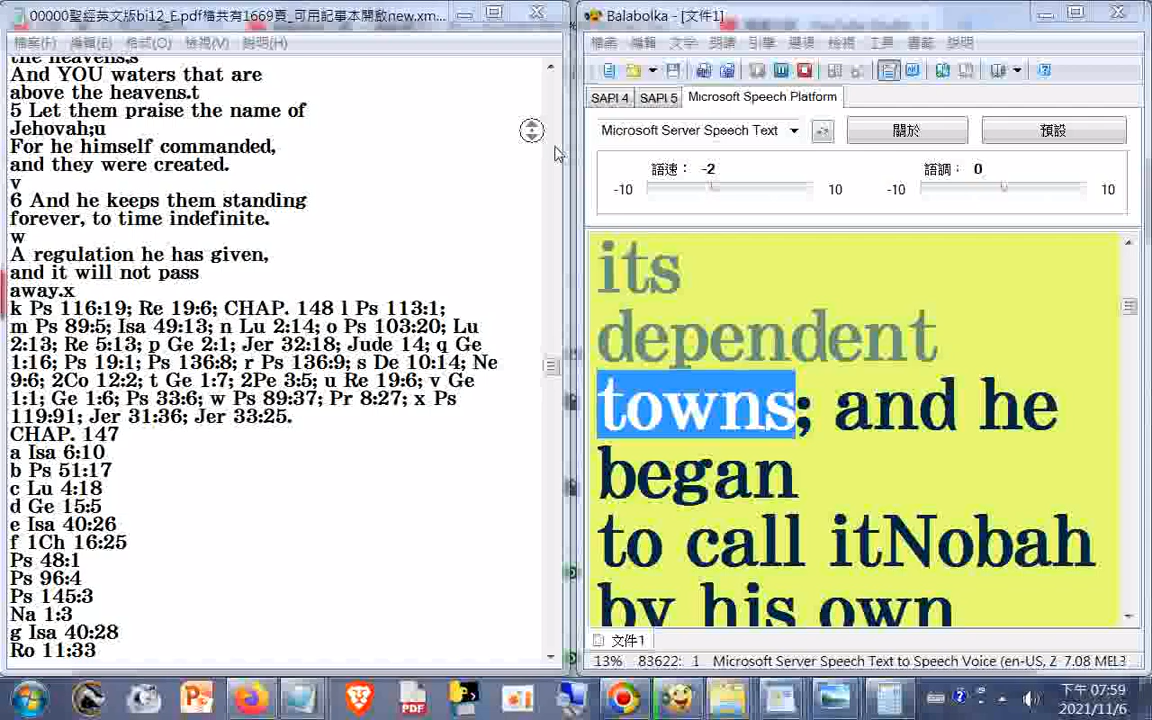 00000聖經英文版bi12_E.pdf檔共有1669頁_可用記事本開啟new.xm...
檔案(F) 編輯(E) 格式(O) 檢視(V) 說明(H)
the heavens.s
And YOU waters that are
above the heavens.t
5 Let them praise the name of
Jehovah;u
For he himself commanded,
and they were created.
v
6 And he keeps them standing
forever, to time indefinite.
w
A regulation he has given,
and it will not pass
away.x
k Ps 116:19; Re 19:6; CHAP. 148 l Ps 113:1;
m Ps 89:5; Isa 49:13; n Lu 2:14; o Ps 103:20; Lu
2:13; Re 5:13; p Ge 2:1; Jer 32:18; Jude 14; q Ge
1:16; Ps 19:1; Ps 136:8; r Ps 136:9; s De 10:14; Ne
9:6; 2Co 12:2; t Ge 1:7; 2Pe 3:5; u Re 19:6; v Ge
1:1; Ge 1:6; Ps 33:6; w Ps 89:37; Pr 8:27; x Ps
119:91; Jer 31:36; Jer 33:25.
CHAP. 147
a Isa 6:10
b Ps 51:17
c Lu 4:18
d Ge 15:5
e Isa 40:26
f 1Ch 16:25
Ps 48:1
Ps 96:4
Ps 145:3
Na 1:3
g Isa 40:28
Ro 11:33
Balabolka - [文件1]
檔案 編輯 文字 朗讀 引擎 選項 檢視 工具 書籤 說明
SAPI 4 SAPI 5 Microsoft Speech Platform
Microsoft Server Speech Text 關於 預設
語速： -2 語調： 0
-10 10 -10 10
its
dependent
towns; and he
began
to call itNobah
by his own
文件1
13% 83622: 1 Microsoft Server Speech Text to Speech Voice (en-US, Z 7.08 MEL3
PDF
下午 07:59
2021/11/6